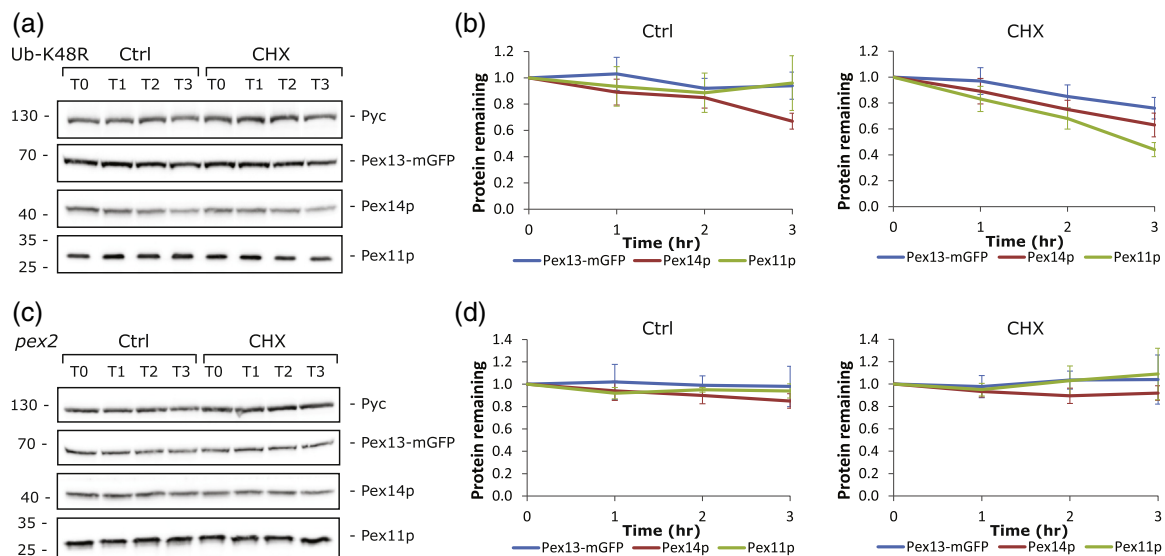 (a)
Ub-K48R Ctrl CHX
T0 T1 T2 T3 T0 T1 T2 T3
130 - - Pyc
70 - - Pex13-mGFP
40 - - Pex14p
35 -
- Pex11p
25 -
(b)
Ctrl
Protein remaining
1.2
1.0
0.8
0.6
0.4
0.2
0.0
0 1 2 3
Time (hr)
Pex13-mGFP Pex14p Pex11p
CHX
Protein remaining
1.2
1.0
0.8
0.6
0.4
0.2
0.0
0 1 2 3
Time (hr)
Pex13-mGFP Pex14p Pex11p
(c)
pex2 Ctrl CHX
T0 T1 T2 T3 T0 T1 T2 T3
130 - - Pyc
70 - - Pex13-mGFP
40 - - Pex14p
35 -
- Pex11p
25 -
(d)
Ctrl
Protein remaining
1.4
1.2
1.0
0.8
0.6
0.4
0.2
0.0
0 1 2 3
Time (hr)
Pex13-mGFP Pex14p Pex11p
CHX
Protein remaining
1.4
1.2
1.0
0.8
0.6
0.4
0.2
0.0
0 1 2 3
Time (hr)
Pex13-mGFP Pex14p Pex11p